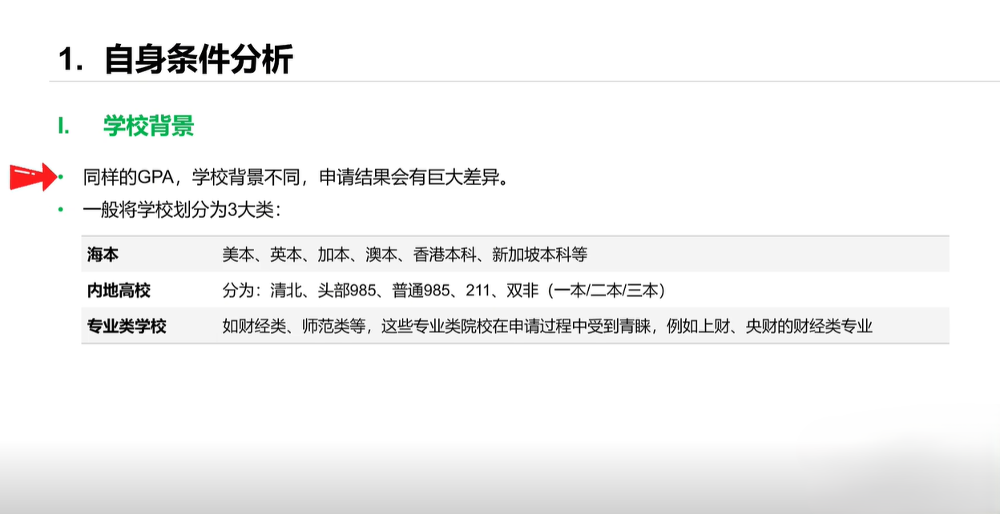 1. 自身条件分析
I. 学校背景
• 同样的GPA，学校背景不同，申请结果会有巨大差异。
• 一般将学校划分为3大类：
海本 美本、英本、加本、澳本、香港本科、新加坡本科等
内地高校 分为：清北、头部985、普通985、211、双非（一本/二本/三本）
专业类学校 如财经类、师范类等，这些专业类院校在申请过程中受到青睐，例如上财、央财的财经类专业